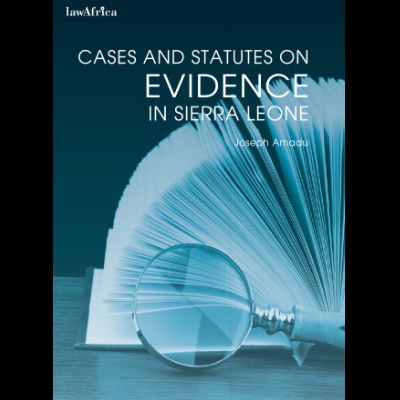 lawAfrica
CASES AND STATUTES ON
EVIDENCE
IN SIERRA LEONE
Joseph Amadu